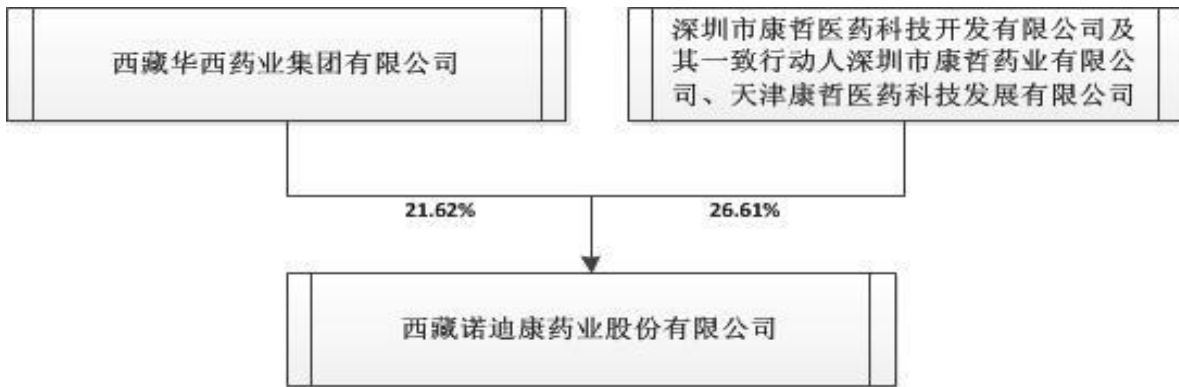 西藏华西药业集团有限公司
深圳市康哲医药科技开发有限公司及
其一致行动人深圳市康哲药业有限公
司、天津康哲医药科技发展有限公司
21.62%
26.61%
西藏诺迪康药业股份有限公司